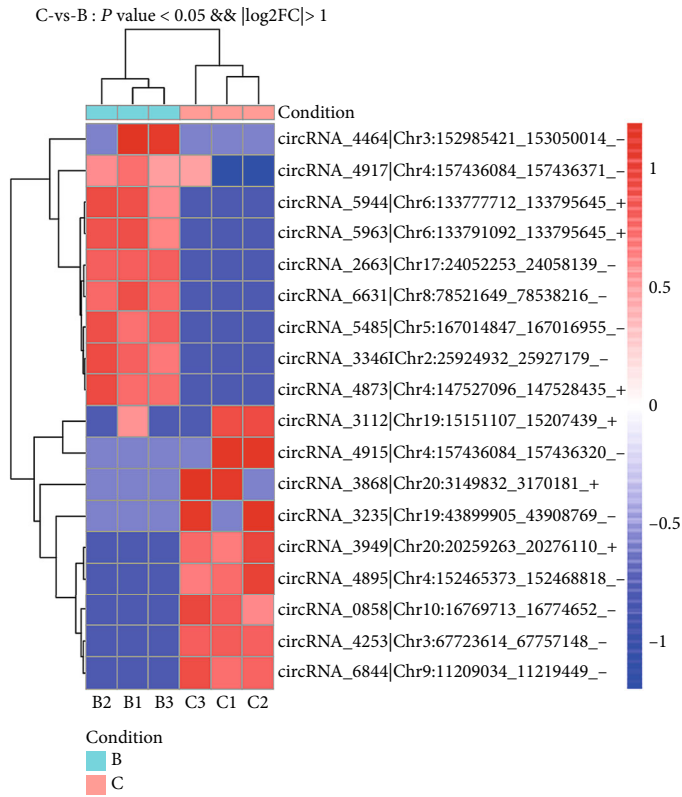 C-vs-B : P value < 0.05 && |log2FC|> 1
Condition
circRNA_4464|Chr3:152985421_153050014_–
circRNA_4917|Chr4:157436084_157436371_–
circRNA_5944|Chr6:133777712_133795645_+
circRNA_5963|Chr6:133791092_133795645_+
circRNA_2663|Chr17:24052253_24058139_–
circRNA_6631|Chr8:78521649_78538216_–
circRNA_5485|Chr5:167014847_167016955_–
circRNA_3346IChr2:25924932_25927179_–
circRNA_4873|Chr4:147527096_147528435_+
circRNA_3112|Chr19:15151107_15207439_+
circRNA_4915|Chr4:157436084_157436320_–
circRNA_3868|Chr20:3149832_3170181_+
circRNA_3235|Chr19:43899905_43908769_–
circRNA_3949|Chr20:20259263_20276110_+
circRNA_4895|Chr4:152465373_152468818_–
circRNA_0858|Chr10:16769713_16774652_–
circRNA_4253|Chr3:67723614_67757148_–
circRNA_6844|Chr9:11209034_11219449_–
1
0.5
0
–0.5
–1
B2 B1 B3 C3 C1 C2
Condition
B
C